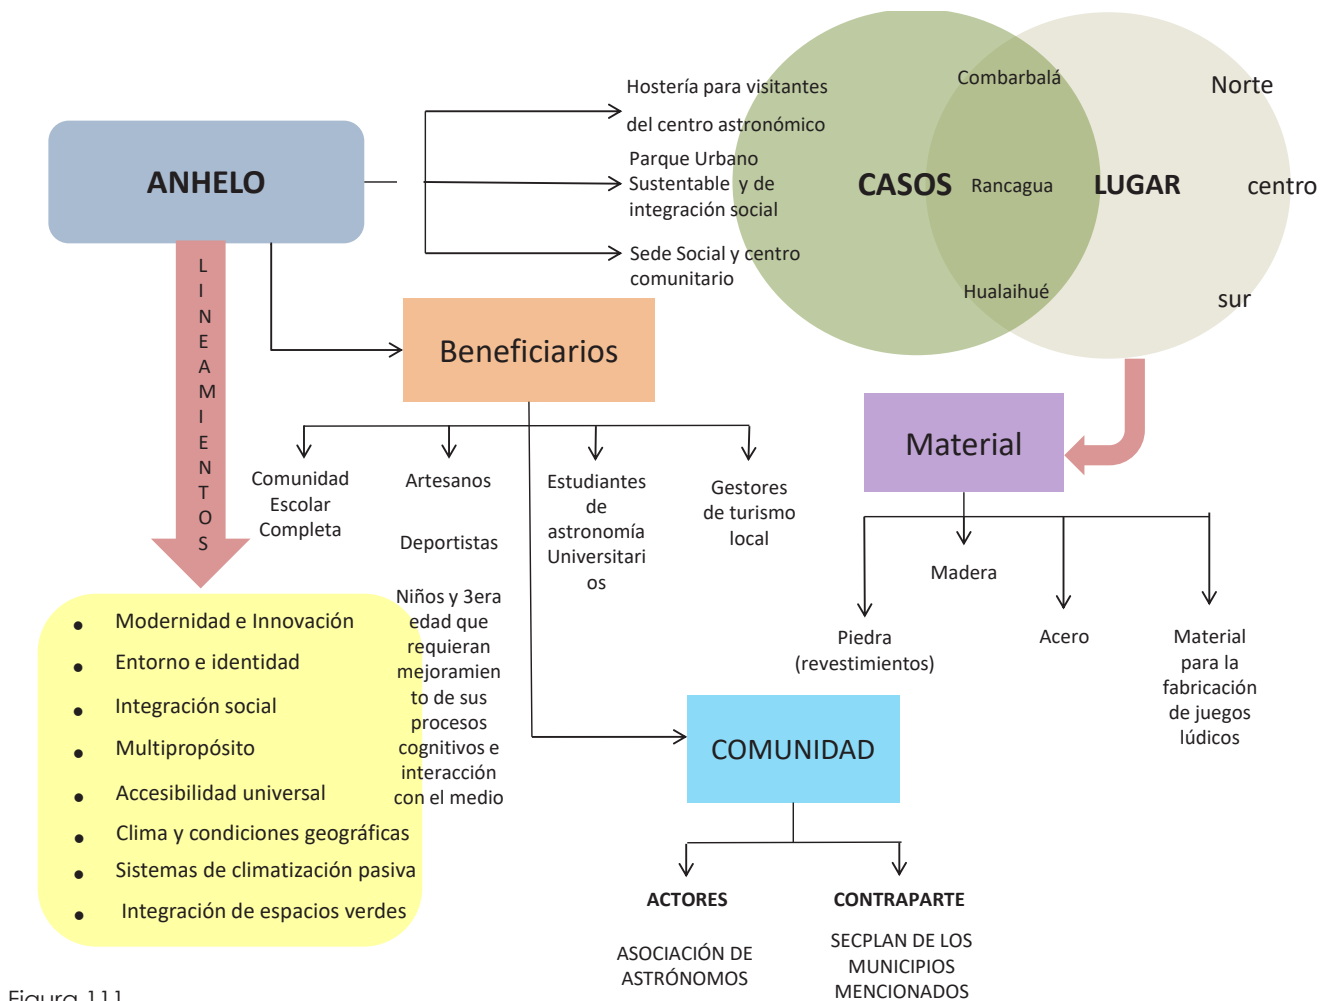 ANHELO
Hostería para visitantes
del centro astronómico
Parque Urbano
Sustentable y de
integración social
Sede Social y centro
comunitario
CASOS
Combarbalá
Rancagua
Hualaihué
LUGAR
Norte
centro
sur
L
I
N
E
A
M
I
E
N
T
O
S
Beneficiarios
Comunidad
Escolar
Completa
Artesanos
Deportistas
Niños y 3era
edad que
requieran
mejoramien
to de sus
procesos
cognitivos e
interacción
con el medio
Estudiantes
de
astronomía
Universitari
os
Gestores
de turismo
local
Material
Piedra
(revestimientos)
Madera
Acero
Material
para la
fabricación
de juegos
lúdicos
• Modernidad e Innovación
• Entorno e identidad
• Integración social
• Multipropósito
• Accesibilidad universal
• Clima y condiciones geográficas
• Sistemas de climatización pasiva
• Integración de espacios verdes
COMUNIDAD
ACTORES
ASOCIACIÓN DE
ASTRÓNOMOS
CONTRAPARTE
SECPLAN DE LOS
MUNICIPIOS
MENCIONADOS
Figura 111